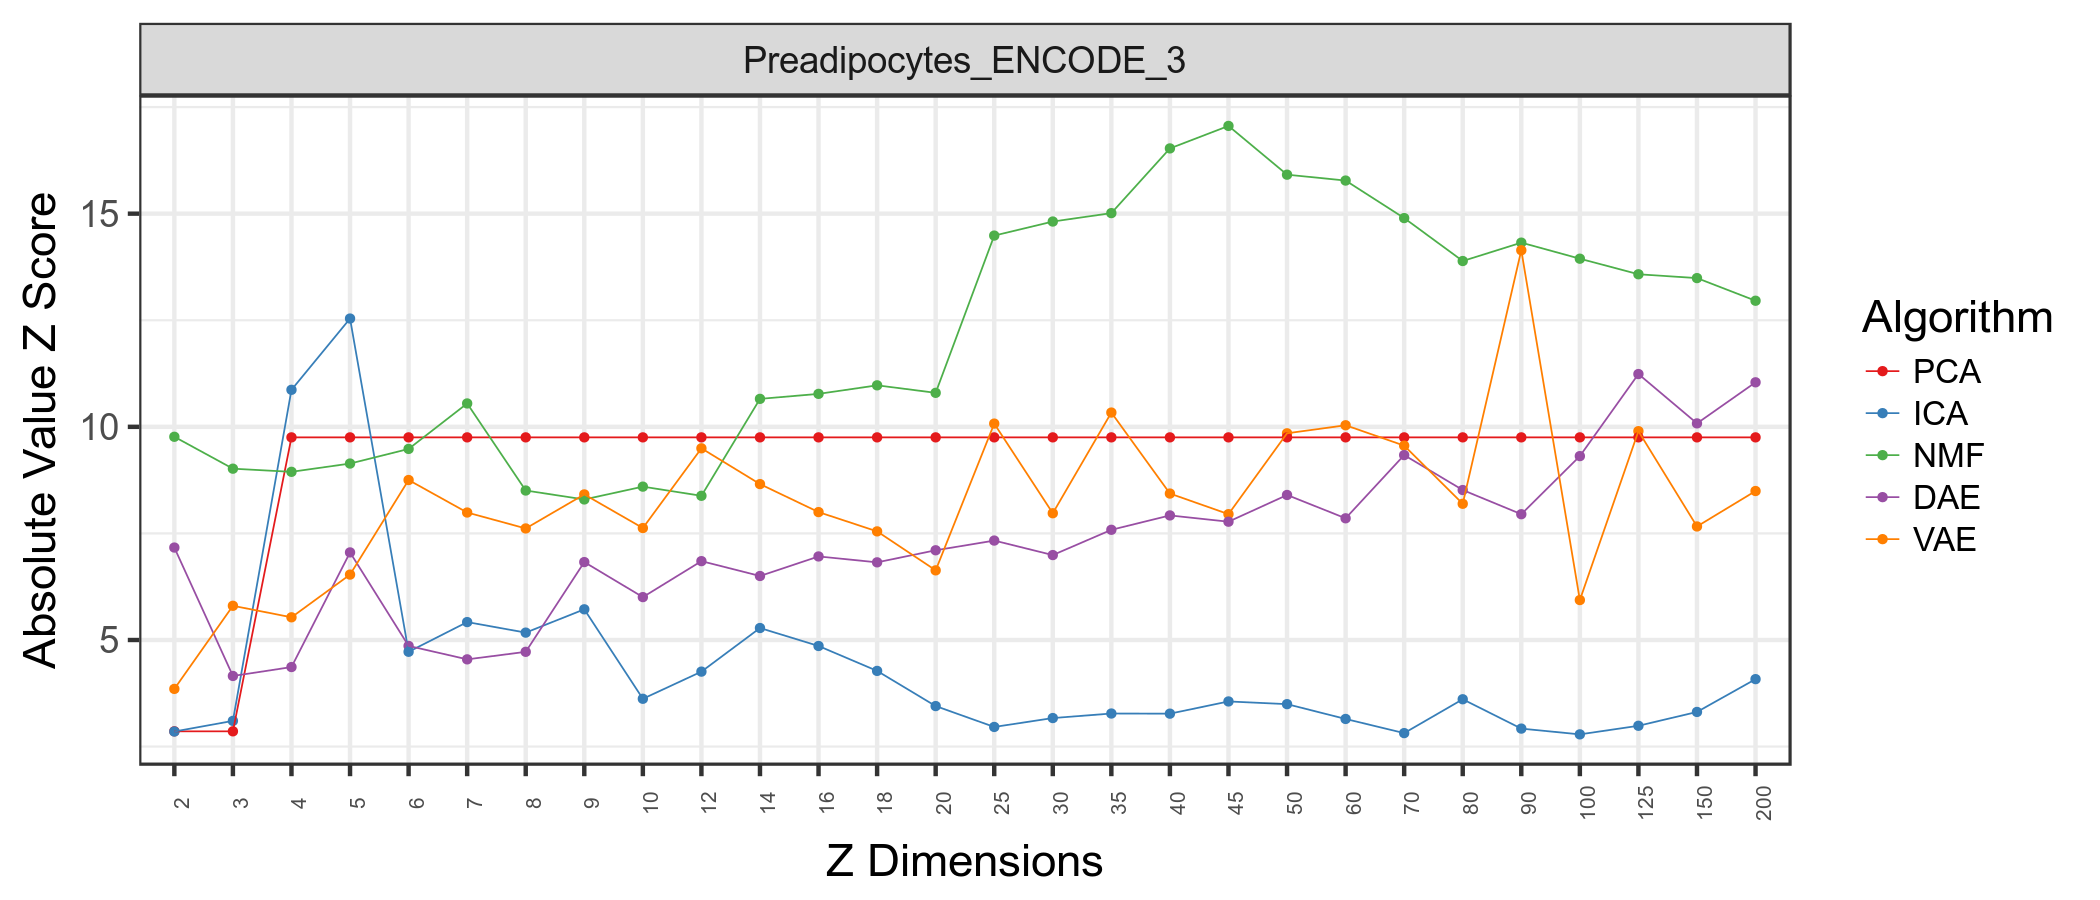 Preadipocytes_ENCODE_3
Absolute Value Z Score
15
10
5
2 3 4 5 6 7 8 9 10 12 14 16 18 20 25 30 35 40 45 50 60 70 80 90 100 125 150 200
Z Dimensions
Algorithm
PCA
ICA
NMF
DAE
VAE